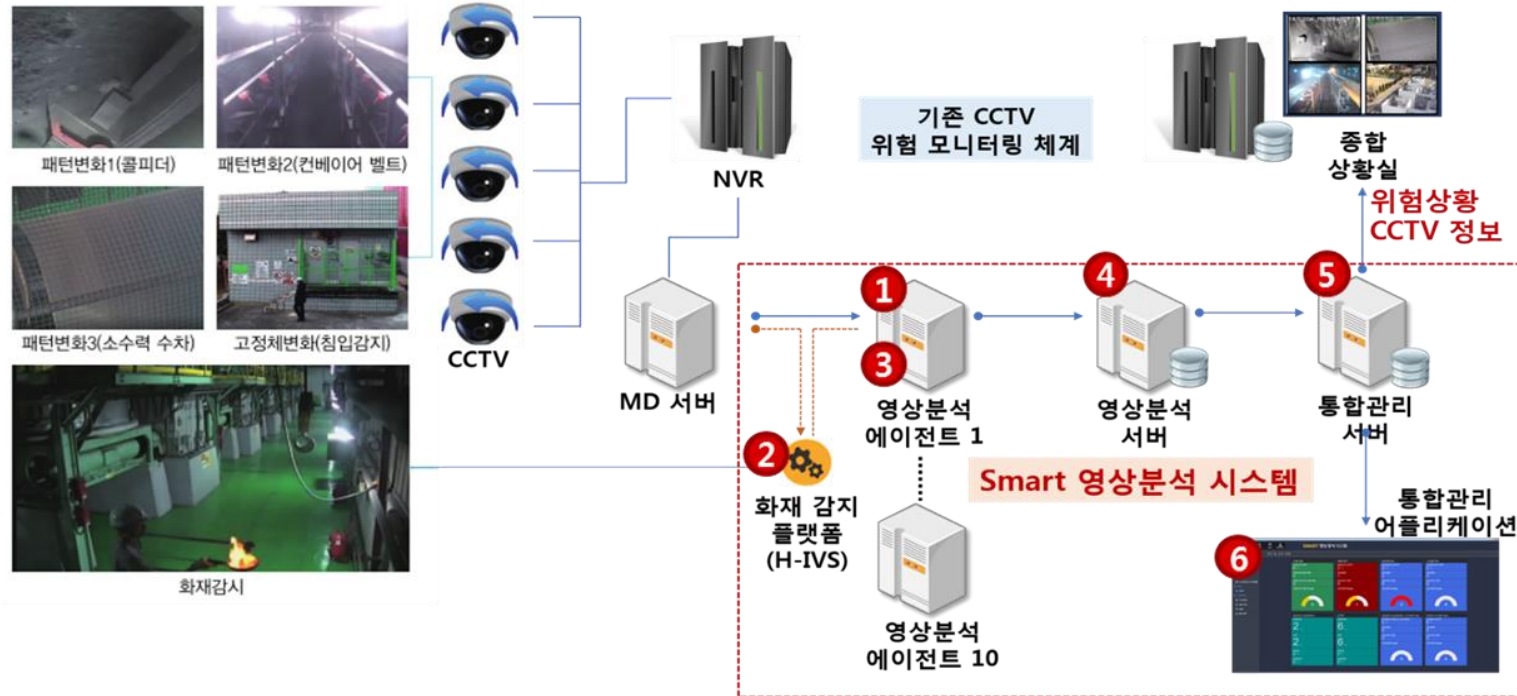 패턴변화1(콜피더)
패턴변화2(컨베이어 벨트)
패턴변화3(소수력 수차)
고정체변화(침입감지)
화재감시
CCTV
NVR
기존 CCTV
위험 모니터링 체계
종합
상황실
위험상황
CCTV 정보
MD 서버
1
3
영상분석
에이전트 1
2
화재 감지
플랫폼
(H-IVS)
영상분석
에이전트 10
4
영상분석
서버
5
통합관리
서버
Smart 영상분석 시스템
통합관리
어플리케이션
6
SMART
2
2
6
6